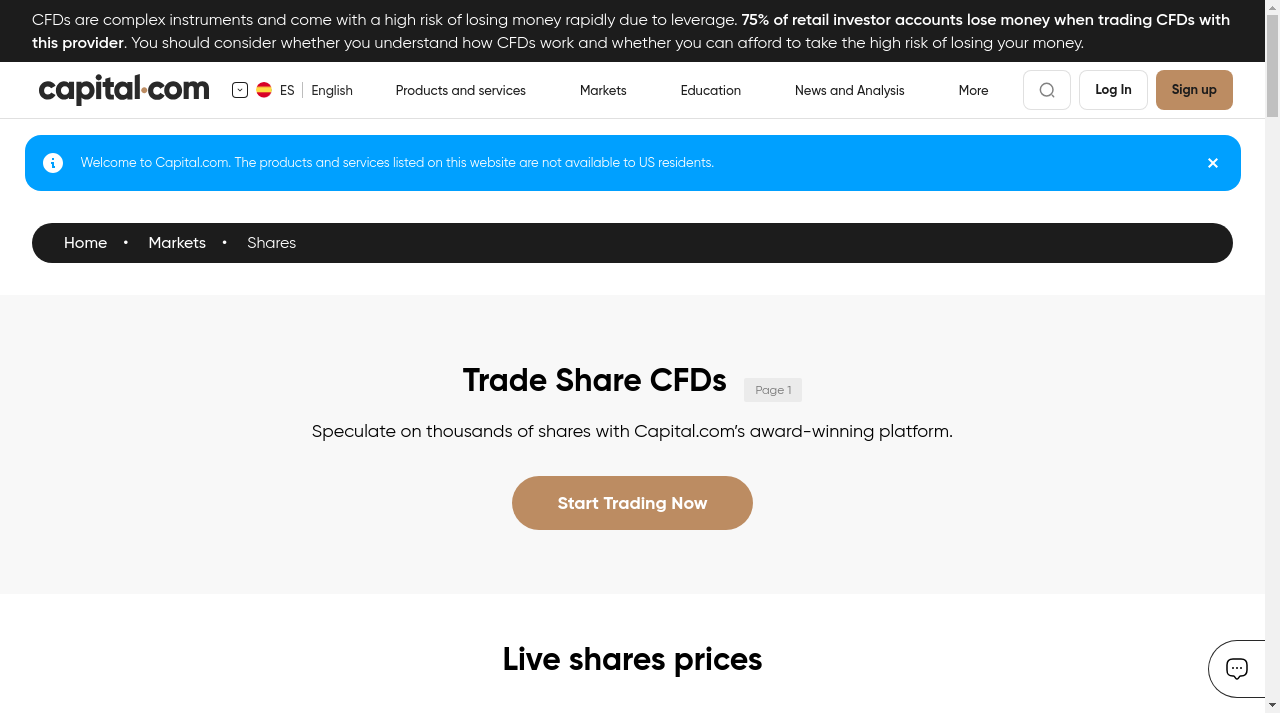 CFDs are complex instruments and come with a high risk of losing money rapidly due to leverage. 75% of retail investor accounts lose money when trading CFDs with
this provider. You should consider whether you understand how CFDs work and whether you can afford to take the high risk of losing your money.
capital.com ES English Products and services Markets Education News and Analysis More Log In Sign up
Welcome to Capital.com. The products and services listed on this website are not available to US residents.
Home • Markets • Shares
Trade Share CFDs Page 1
Speculate on thousands of shares with Capital.com’s award-winning platform.
Start Trading Now
Live shares prices